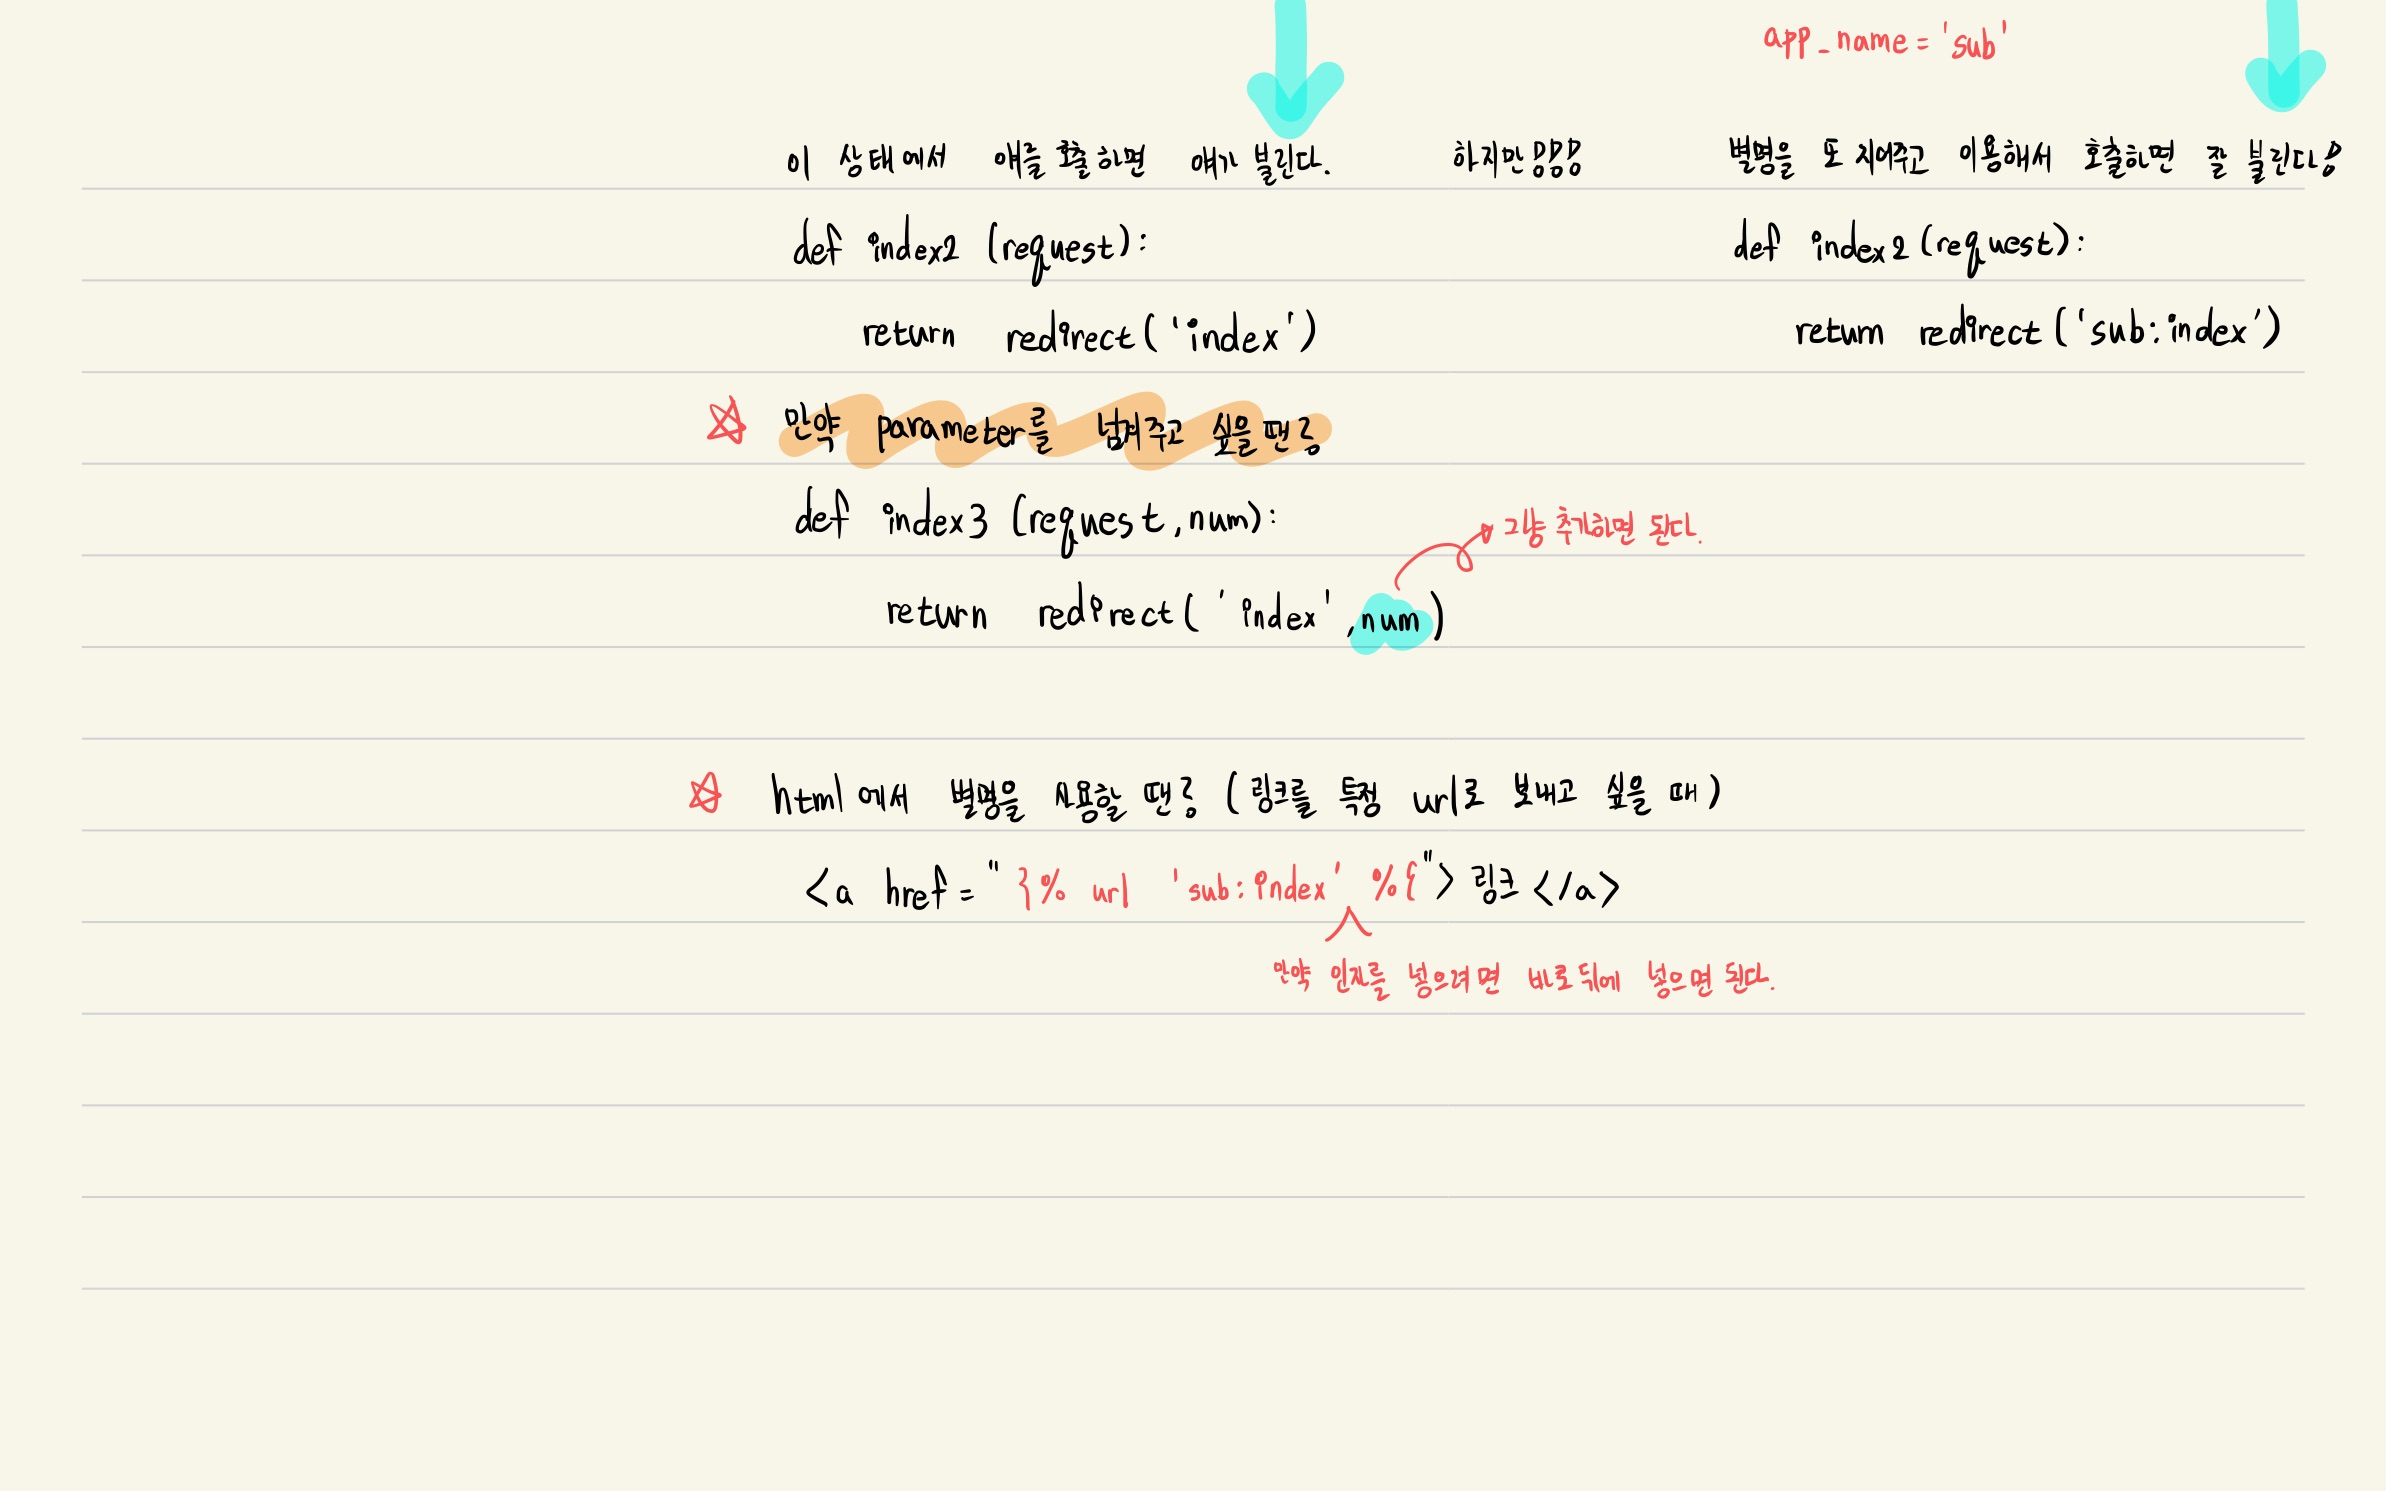 app_name = 'sub'
이 상태에서 얘를 호출하면 얘가 불린다. 하지만!!! 별명을 또 지어주고 이용해서 호출하면 잘 불린다!
def index2 (request): def index2 (request):
return redirect('index') return redirect('sub:index')
☆ 만약 parameter를 넘겨주고 싶을땐?
def index3 (request, num):
그냥 추가하면 된다.
return redirect('index', num)
☆ html에서 별명을 사용할 땐? (링크를 특정 url로 보내고 싶을 때)
<a href = "}% url 'sub:index' %{"> 링크 </a>
만약 인자를 넣으려면 바로 뒤에 넣으면 된다.